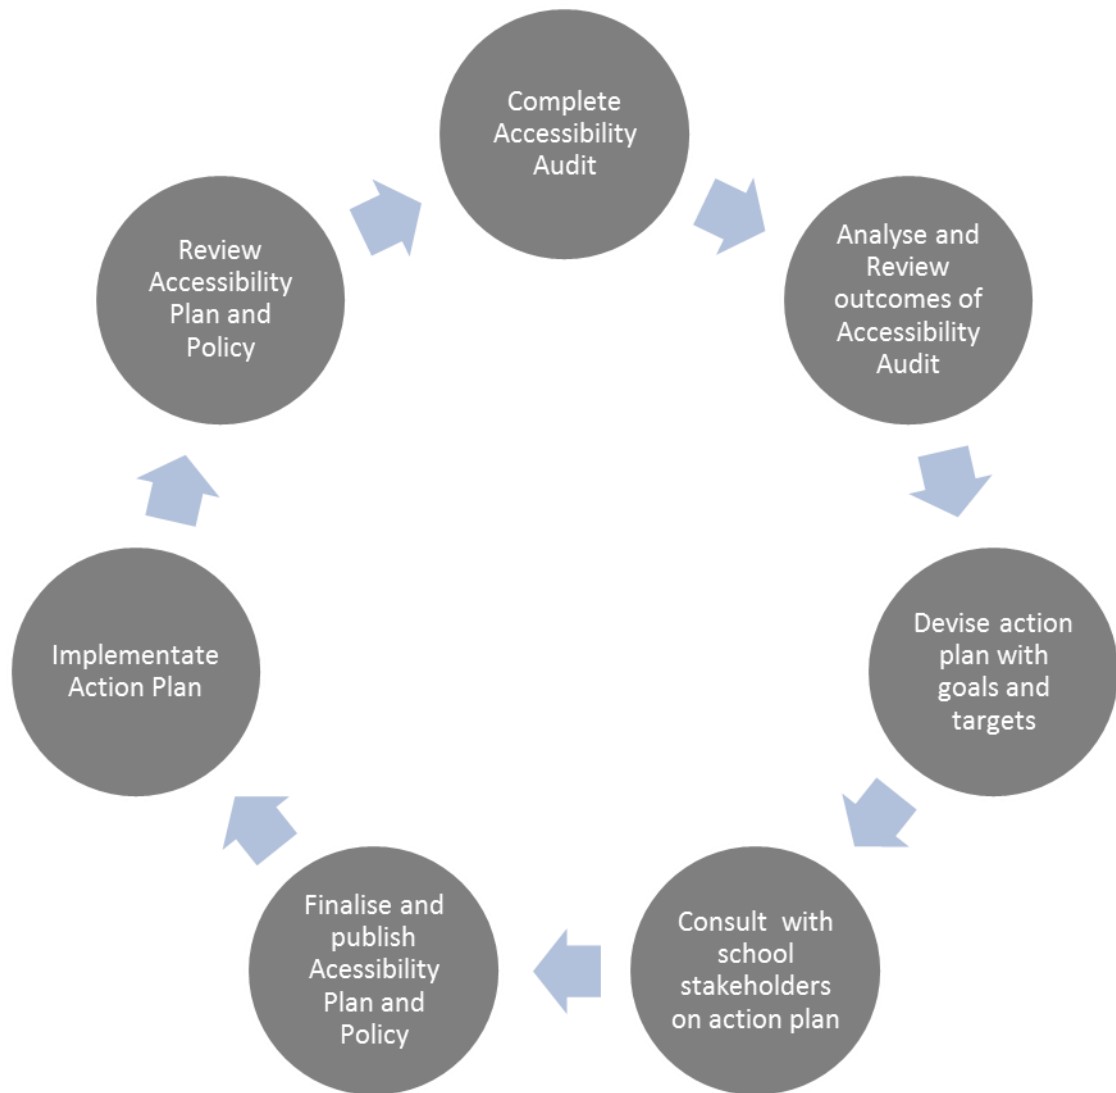 Complete
Accessibility
Audit
Analyse and
Review
outcomes of
Accessibility
Audit
Devise action
plan with
goals and
targets
Consult with
school
stakeholders
on action plan
Finalise and
publish
Acessibility
Plan and
Policy
Implementate
Action Plan
Review
Accessibility
Plan and
Policy